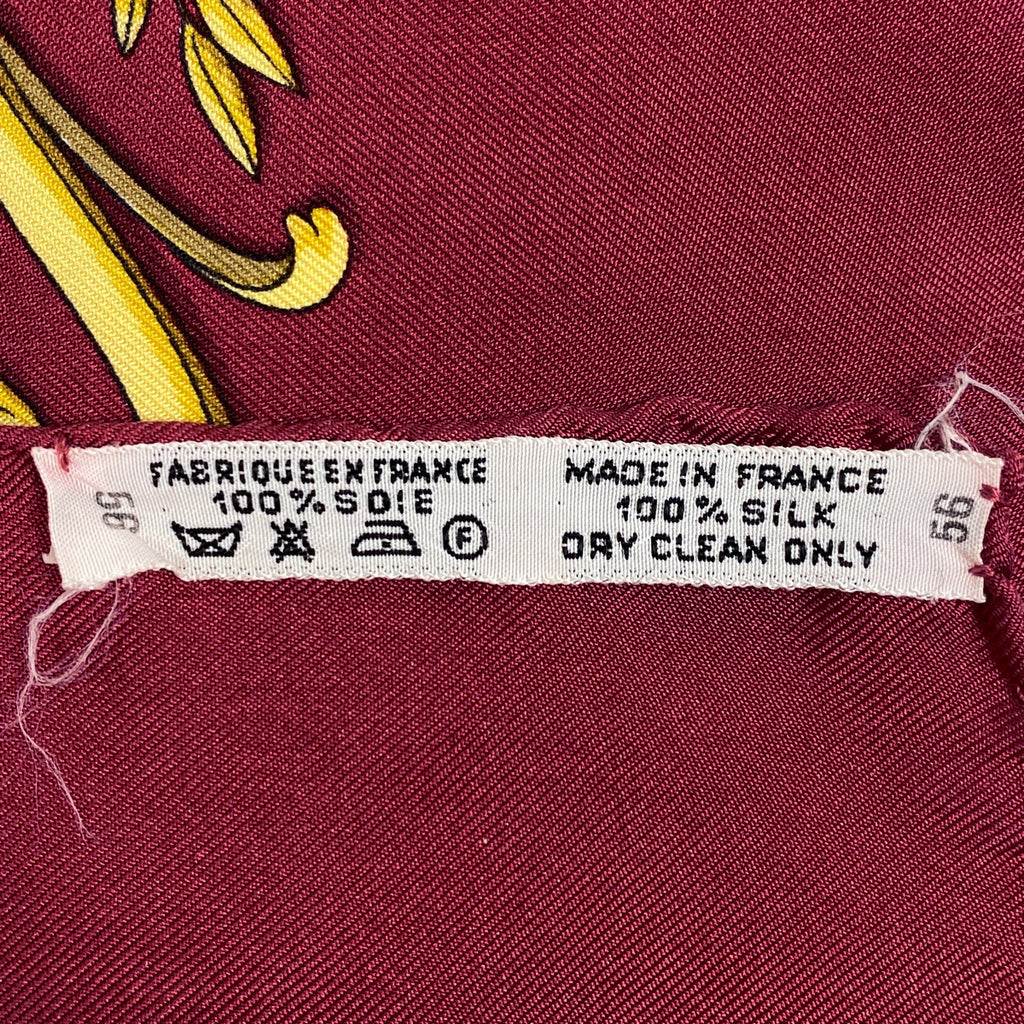 FABRIQUE EN FRANCE
100% SOIE
F
MADE IN FRANCE
100% SILK
DRY CLEAN ONLY
56
56